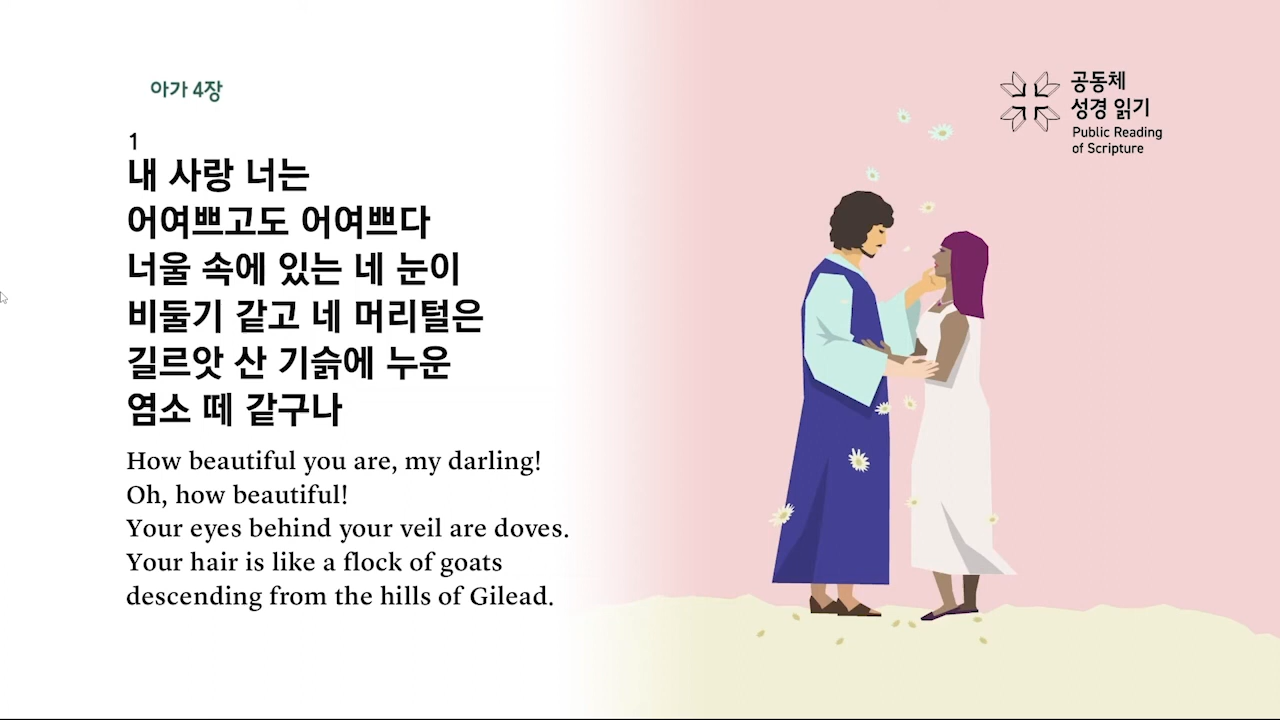 아가 4장
1
내 사랑 너는
어여쁘고도 어여쁘다
너울 속에 있는 네 눈이
비둘기 같고 네 머리털은
길르앗 산 기슭에 누운
염소 떼 같구나
How beautiful you are, my darling!
Oh, how beautiful!
Your eyes behind your veil are doves.
Your hair is like a flock of goats
descending from the hills of Gilead.
공동체
성경 읽기
Public Reading
of Scripture